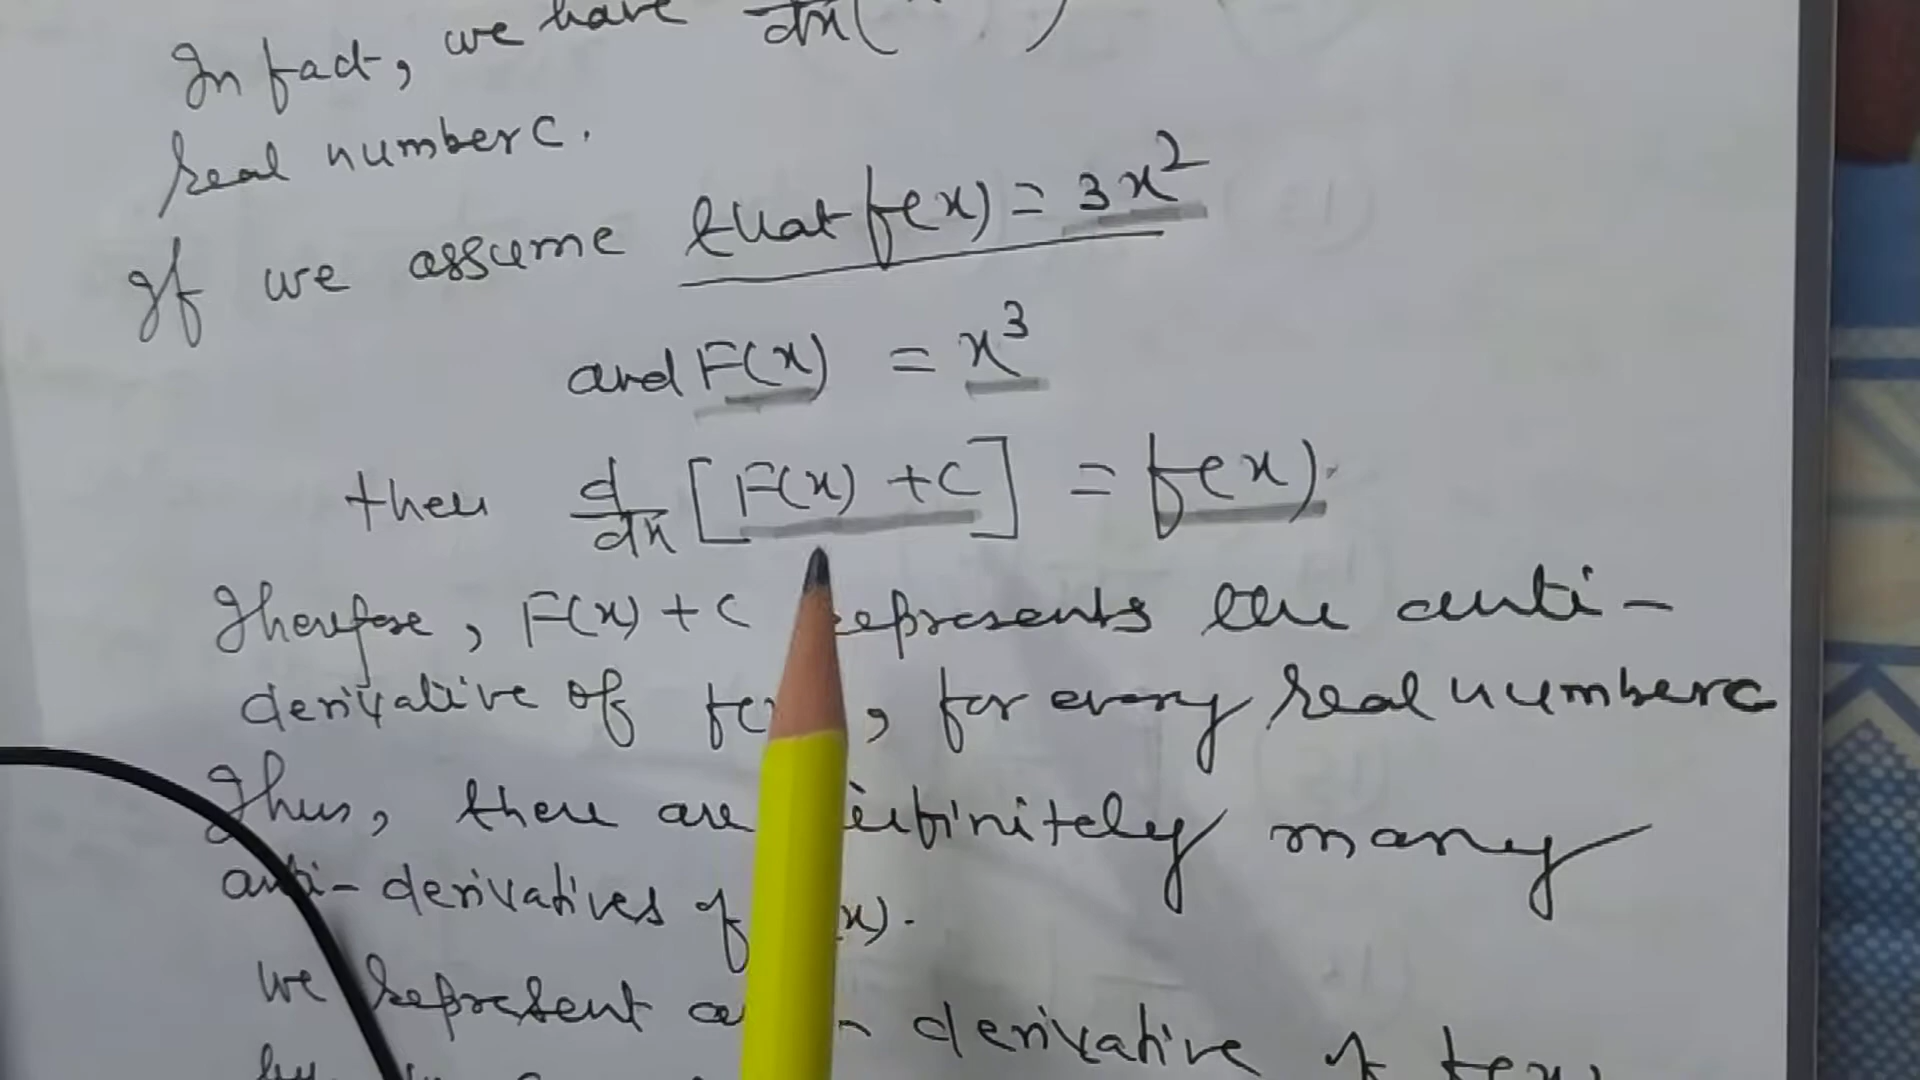 In fact, we have d/dx(
real number c.
If we assume that f(x) = 3x²
and F(x) = x³
then d/dx [F(x) + c] = f(x).
Therefore, F(x) + c represents the anti-
derivative of , for every real number c
Thus, there are infinitely many
anti-derivatives of
we represent derivative of